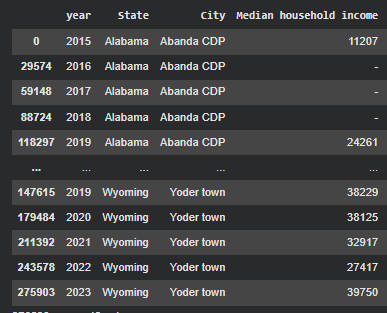 year State City Median household income
0 2015 Alabama Abanda CDP 11207
29574 2016 Alabama Abanda CDP -
59148 2017 Alabama Abanda CDP -
88724 2018 Alabama Abanda CDP -
118297 2019 Alabama Abanda CDP 24261
... ... ... ... ...
147615 2019 Wyoming Yoder town 38229
179484 2020 Wyoming Yoder town 38125
211392 2021 Wyoming Yoder town 32917
243578 2022 Wyoming Yoder town 27417
275903 2023 Wyoming Yoder town 39750